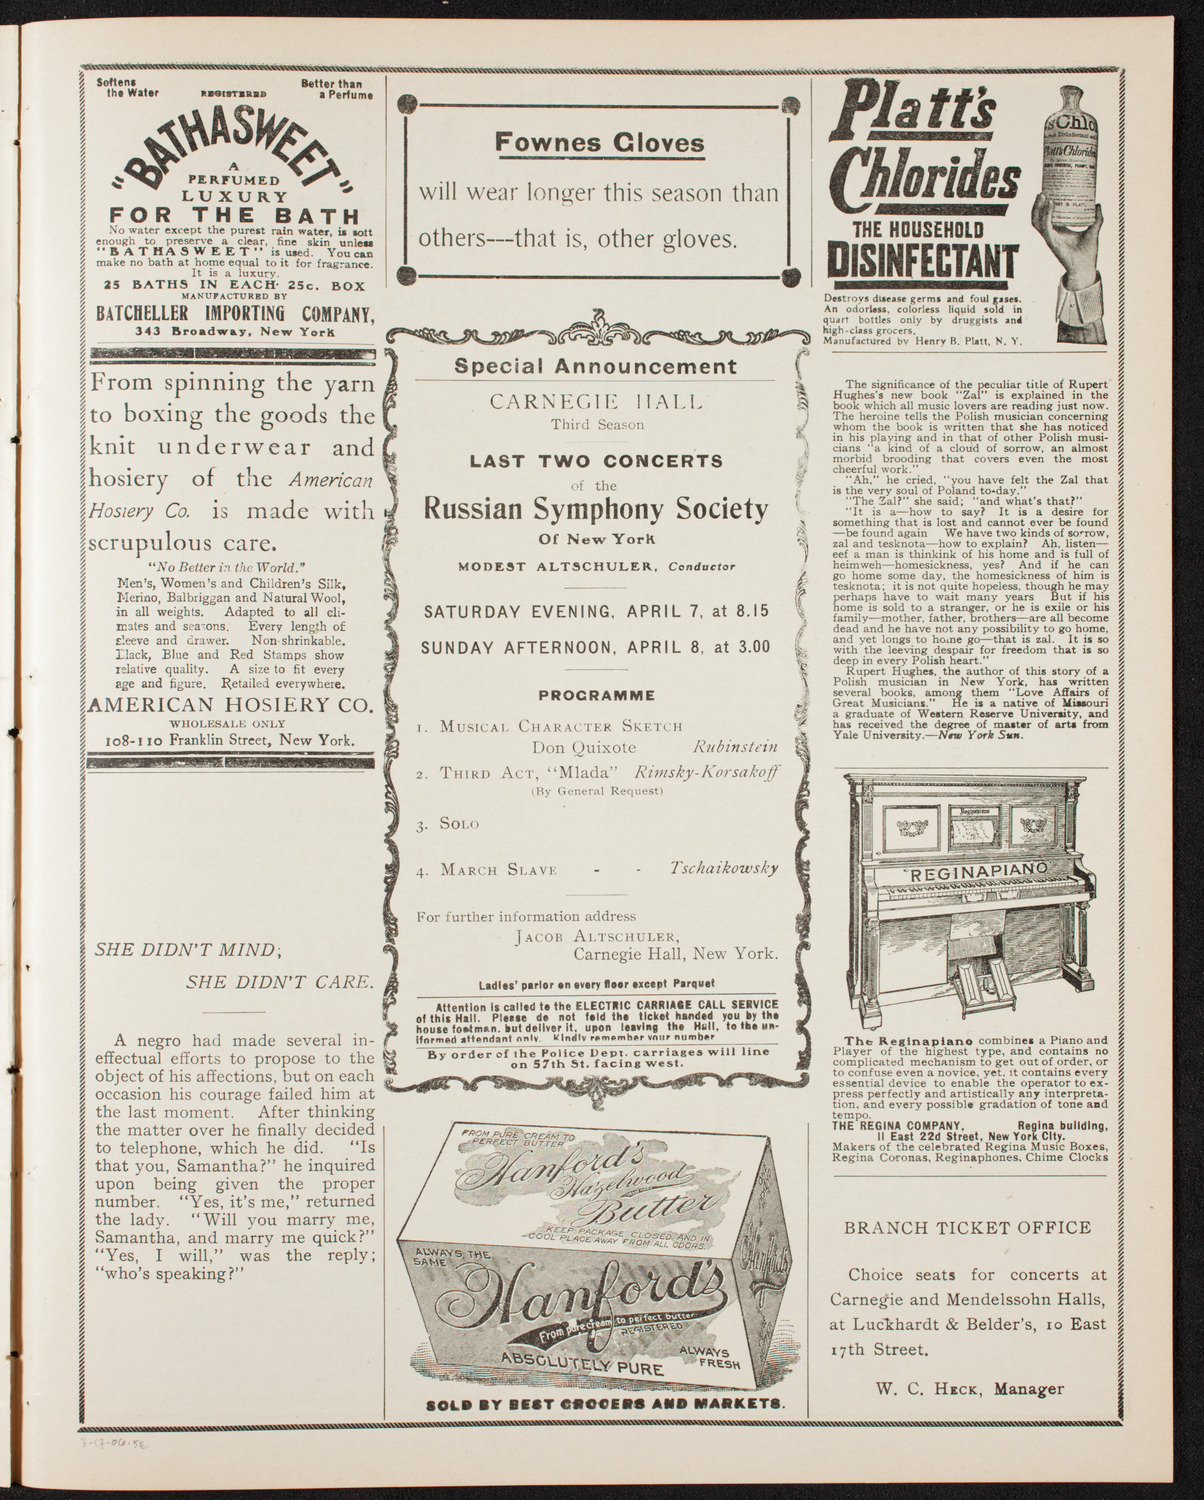 Softens
the Water
REGISTERED
Better than
a Perfume
"BATHASWEET"
A
PERFUMED
LUXURY
FOR THE BATH
No water except the purest rain water, is soft
enough to preserve a clear, fine skin unless
"BATHASWEET" is used. You can
make no bath at home equal to it for fragrance.
It is a luxury.
25 BATHS IN EACH 25c. BOX
MANUFACTURED BY
BATCHELLER IMPORTING COMPANY,
343 Broadway, New York
From spinning the yarn
to boxing the goods the
knit underwear and
hosiery of the American
Hosiery Co. is made with
scrupulous care.
"No Better in the World."
Men's, Women's and Children's Silk,
Merino, Balbriggan and Natural Wool,
in all weights. Adapted to all cli-
mates and seasons. Every length of
sleeve and drawer. Non-shrinkable.
Black, Blue and Red Stamps show
relative quality. A size to fit every
age and figure. Retailed everywhere.
AMERICAN HOSIERY CO.
WHOLESALE ONLY
108-110 Franklin Street, New York.
SHE DIDN'T MIND;
SHE DIDN'T CARE.
A negro had made several in-
effectual efforts to propose to the
object of his affections, but on each
occasion his courage failed him at
the last moment. After thinking
the matter over he finally decided
to telephone, which he did. "Is
that you, Samantha?" he inquired
upon being given the proper
number. "Yes, it's me," returned
the lady. "Will you marry me,
Samantha, and marry me quick?"
"Yes, I will," was the reply;
"who's speaking?"
Fownes Gloves
will wear longer this season than
others---that is, other gloves.
Special Announcement
CARNEGIE HALL
Third Season
LAST TWO CONCERTS
of the
Russian Symphony Society
Of New York
MODEST ALTSCHULER, Conductor
SATURDAY EVENING, APRIL 7, at 8.15
SUNDAY AFTERNOON, APRIL 8, at 3.00
PROGRAMME
1. MUSICAL CHARACTER SKETCH
Don Quixote Rubinstein
2. THIRD ACT, "Mlada" Rimsky-Korsakoff
(By General Request)
3. SOLO
4. MARCH SLAVE - - Tschaikowsky
For further information address
JACOB ALTSCHULER,
Carnegie Hall, New York.
Ladies' parlor on every floor except Parquet
Attention is called to the ELECTRIC CARRIAGE CALL SERVICE
of this Hall. Please do not fold the ticket handed you by the
house footman, but deliver it, upon leaving the Hall, to the un-
iformed attendant only. Kindly remember your number
By order of the Police Dept. carriages will line
on 57th St. facing west.
FROM PURE CREAM TO
PERFECT BUTTER
Hanford's
Hazelwood
Butter
KEEP PACKAGE CLOSED AND IN
COOL PLACE AWAY FROM ALL ODORS.
ALWAYS THE
SAME
Hanford's
From pure cream to perfect butter
REGISTERED
ABSOLUTELY PURE
ALWAYS
FRESH
Hanford's
SOLD BY BEST GROCERS AND MARKETS.
Platt's
Chlorides
THE HOUSEHOLD
DISINFECTANT
Destroys disease germs and foul gases.
An odorless, colorless liquid sold in
quart bottles only by druggists and
high-class grocers,
Manufactured by Henry B. Platt, N. Y.
The significance of the peculiar title of Rupert
Hughes's new book "Zal" is explained in the
book which all music lovers are reading just now.
The heroine tells the Polish musician concerning
whom the book is written that she has noticed
in his playing and in that of other Polish musi-
cians "a kind of a cloud of sorrow, an almost
morbid brooding that covers even the most
cheerful work."
"Ah," he cried, "you have felt the Zal that
is the very soul of Poland to-day."
"The Zal?" she said; "and what's that?"
"It is a—how to say? It is a desire for
something that is lost and cannot ever be found
—be found again We have two kinds of sorrow,
zal and tesknota—how to explain? Ah, listen—
eef a man is thinkink of his home and is full of
heimweh—homesickness, yes? And if he can
go home some day, the homesickness of him is
tesknota; it is not quite hopeless, though he may
perhaps have to wait many years But if his
home is sold to a stranger, or he is exile or his
family—mother, father, brothers—are all become
dead and he have not any possibility to go home,
and yet longs to home go—that is zal. It is so
with the leeving despair for freedom that is so
deep in every Polish heart."
Rupert Hughes, the author of this story of a
Polish musician in New York, has written
several books, among them "Love Affairs of
Great Musicians." He is a native of Missouri
a graduate of Western Reserve University, and
has received the degree of master of arts from
Yale University.—New York Sun.
REGINAPIANO
The Reginapiano combines a Piano and
Player of the highest type, and contains no
complicated mechanism to get out of order, or
to confuse even a novice, yet, it contains every
essential device to enable the operator to ex-
press perfectly and artistically any interpreta-
tion, and every possible gradation of tone and
tempo.
THE REGINA COMPANY, Regina building,
11 East 22d Street, New York City.
Makers of the celebrated Regina Music Boxes,
Regina Coronas, Reginaphones, Chime Clocks
BRANCH TICKET OFFICE
Choice seats for concerts at
Carnegie and Mendelssohn Halls,
at Luckhardt & Belder's, 10 East
17th Street.
W. C. HECK, Manager
3-17-06-5E